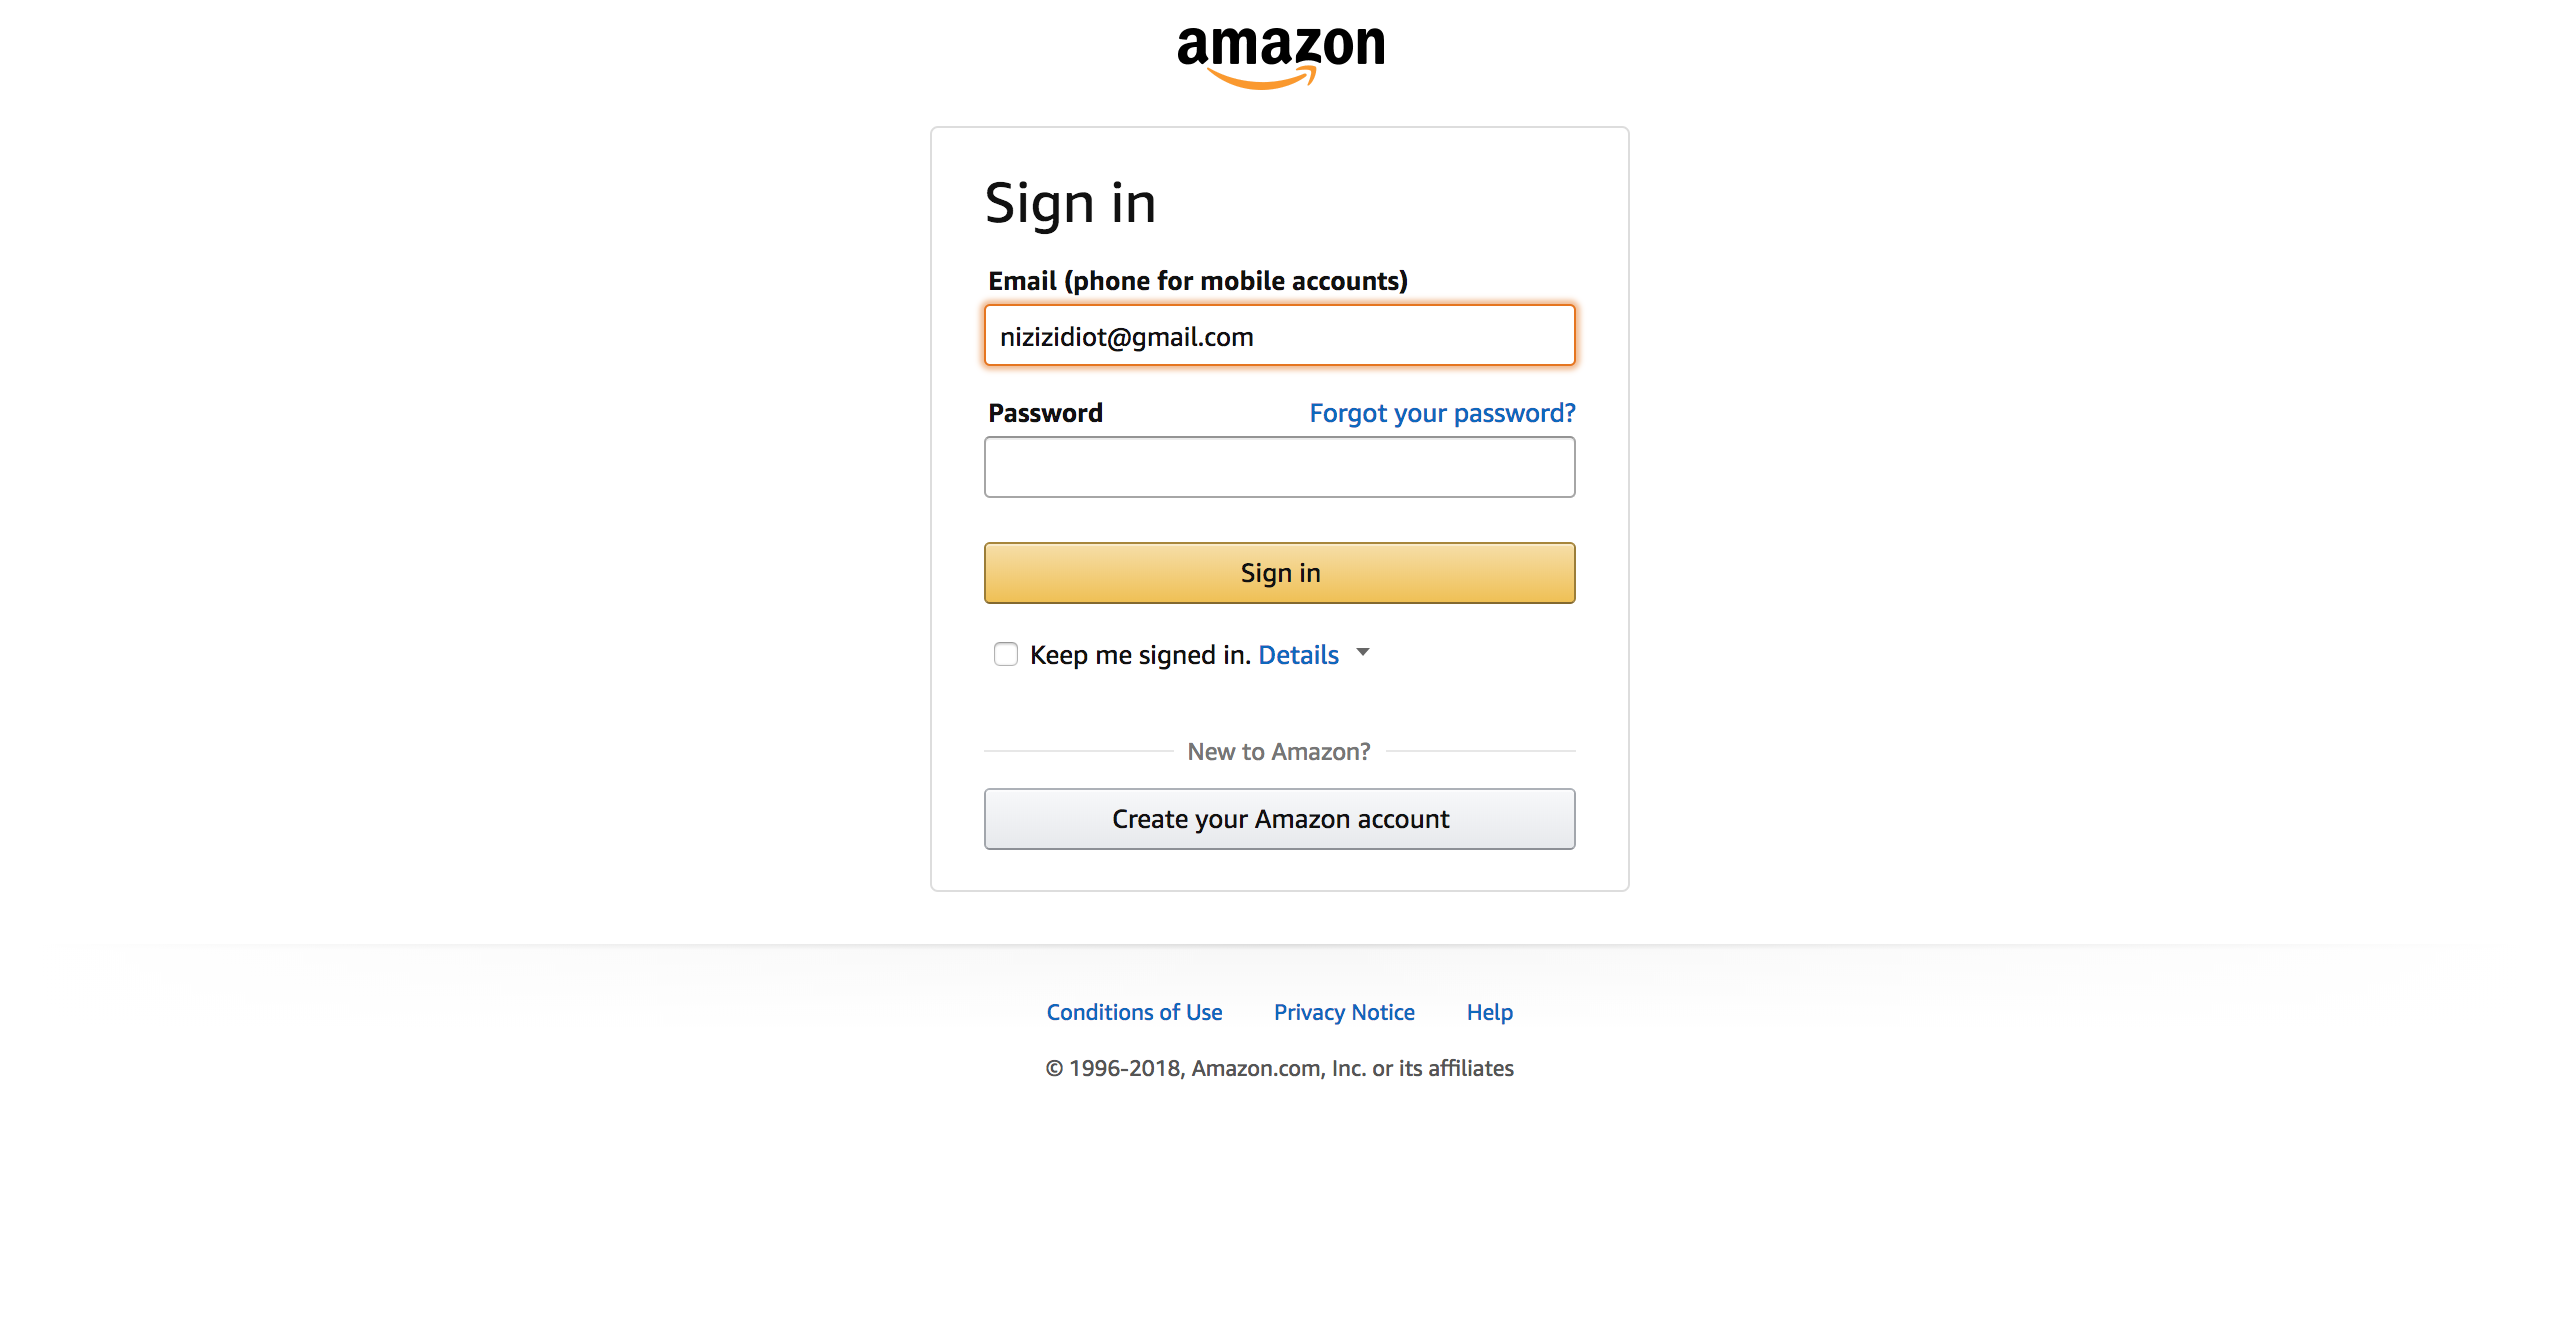 amazon
Sign in
Email (phone for mobile accounts)
nizizidiot@gmail.com
Password Forgot your password?
Sign in
Keep me signed in. Details
New to Amazon?
Create your Amazon account
Conditions of Use Privacy Notice Help
© 1996-2018, Amazon.com, Inc. or its affiliates